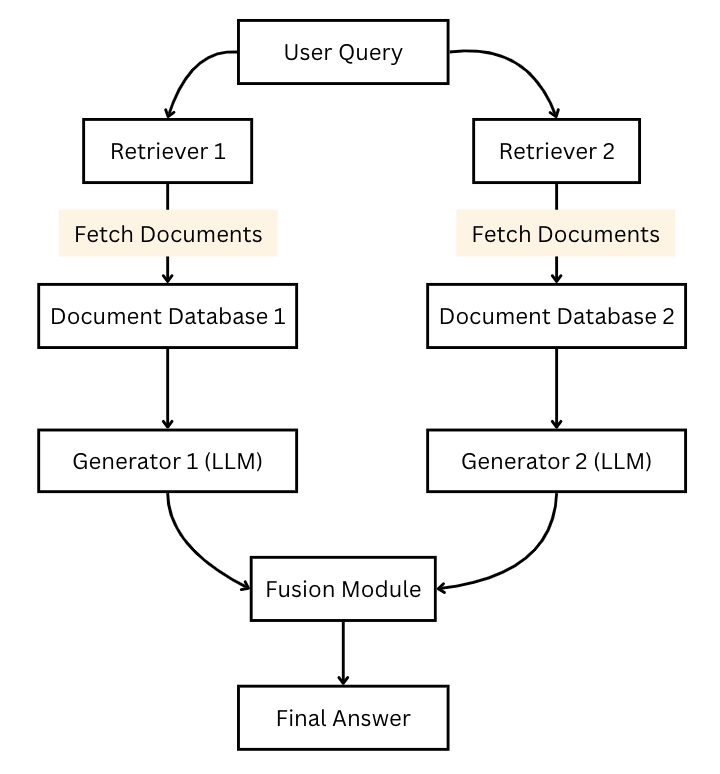 User Query
Retriever 1
Retriever 2
Fetch Documents
Fetch Documents
Document Database 1
Document Database 2
Generator 1 (LLM)
Generator 2 (LLM)
Fusion Module
Final Answer